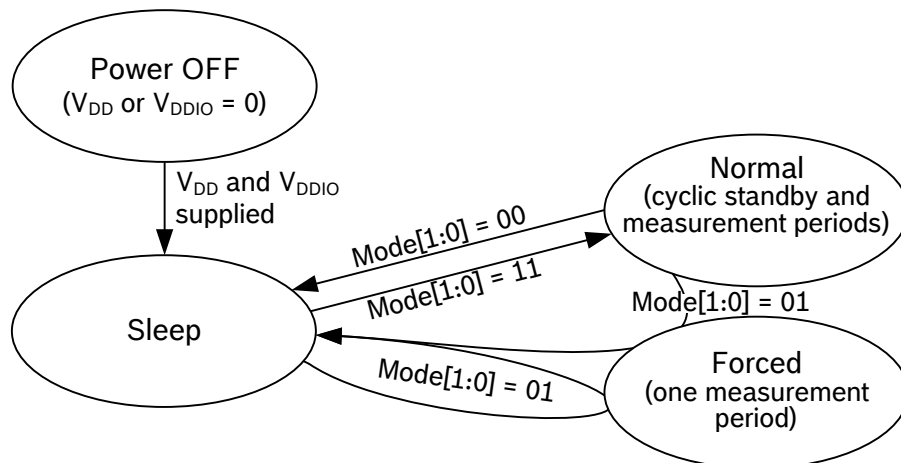 Power OFF
(VDD or VDDIO = 0)
VDD and VDDIO
supplied
Normal
(cyclic standby and
measurement periods)
Mode[1:0] = 00
Mode[1:0] = 11
Mode[1:0] = 01
Sleep
Mode[1:0] = 01
Forced
(one measurement
period)